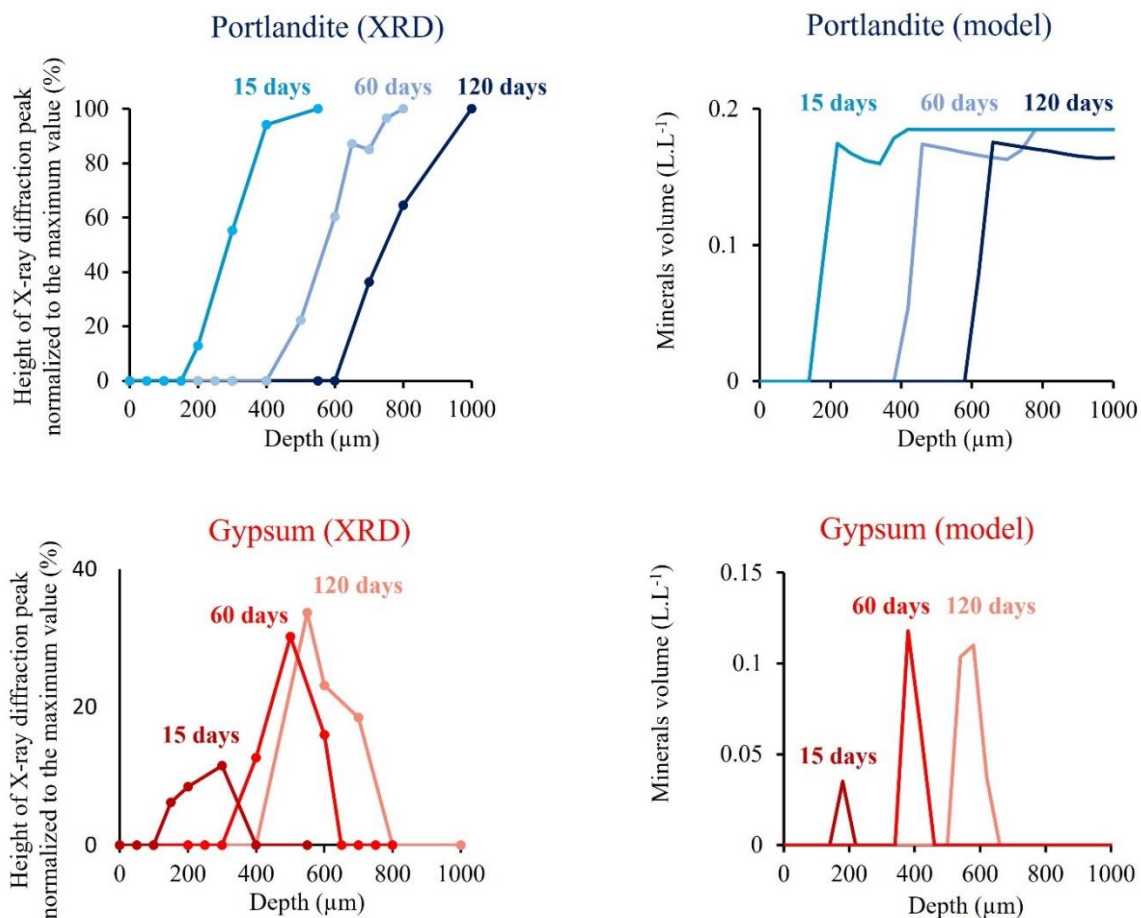 Portlandite (XRD)
Height of X-ray diffraction peak
normalized to the maximum value (%)
100
80
60
40
20
0
15 days
60 days
120 days
0 200 400 600 800 1000
Depth (µm)
Portlandite (model)
Minerals volume (L.L-1)
0.2
0.1
0
15 days
60 days
120 days
0 200 400 600 800 1000
Depth (µm)
Gypsum (XRD)
Height of X-ray diffraction peak
normalized to the maximum value (%)
40
20
0
120 days
60 days
15 days
0 200 400 600 800 1000
Depth (µm)
Gypsum (model)
Minerals volume (L.L-1)
0.15
0.1
0.05
0
60 days
120 days
15 days
0 200 400 600 800 1000
Depth (µm)